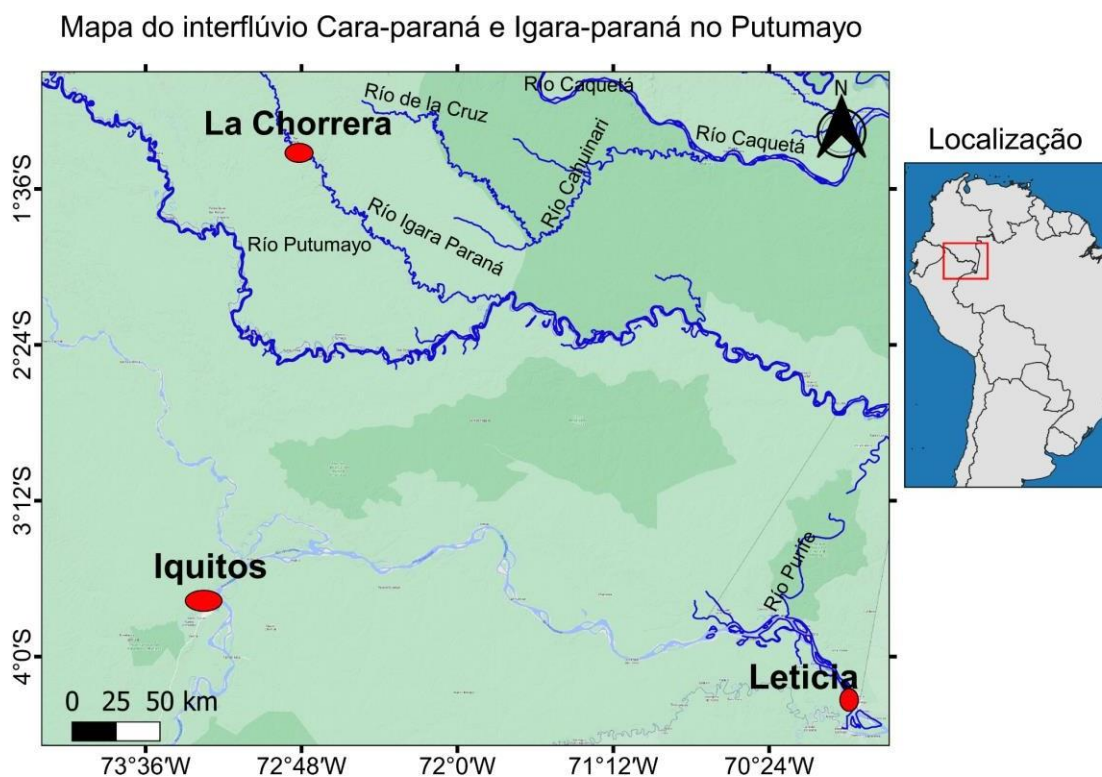 Mapa do interflúvio Cara-paraná e Igara-paraná no Putumayo
Río de la Cruz
Río Caquetá
N
La Chorrera
Río Caquetá
Localização
1°36'S
Río Cahuinari
Río Igara Paraná
Río Putumayo
2°24'S
3°12'S
Iquitos
Río Purife
4°0'S
Leticia
0 25 50 km
73°36'W 72°48'W 72°0'W 71°12'W 70°24'W